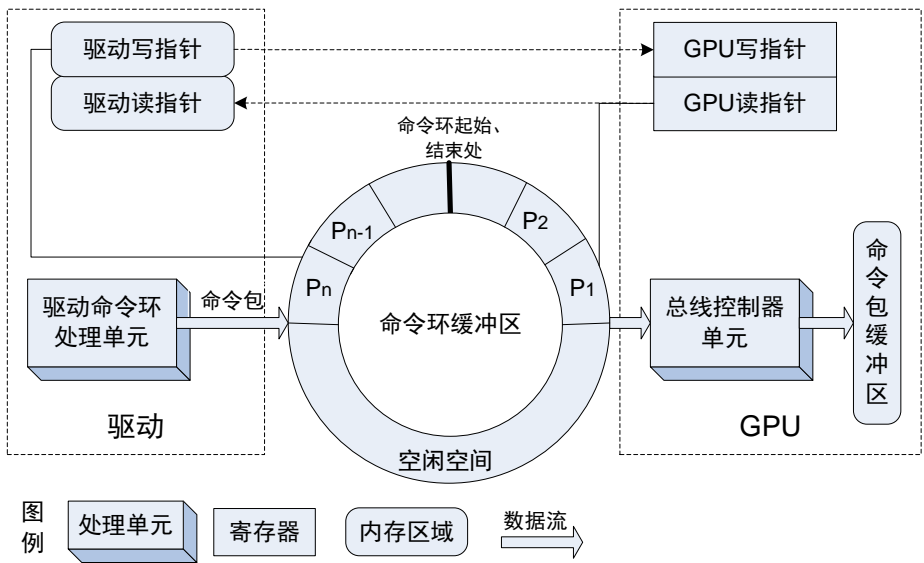 驱动写指针
驱动读指针
GPU写指针
GPU读指针
命令环起始、
结束处
P2
Pn-1
Pn
P1
驱动命令环
处理单元
命令包
命令环缓冲区
总线控制器
单元
命令包缓冲区
驱动
GPU
空闲空间
图例
处理单元
寄存器
内存区域
数据流